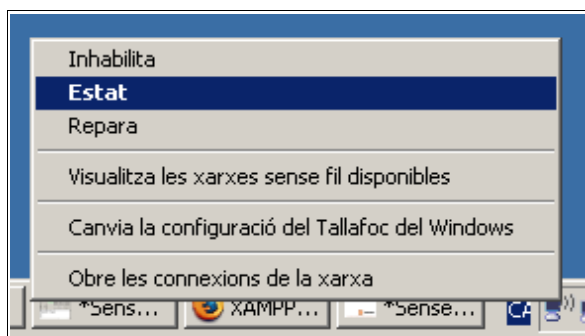 Inhabilita
Estat
Repara
Visualitza les xarxes sense fil disponibles
Canvia la configuració del Tallafoc del Windows
Obre les connexions de la xarxa
*Sens... XAMPP... *Sense... CA